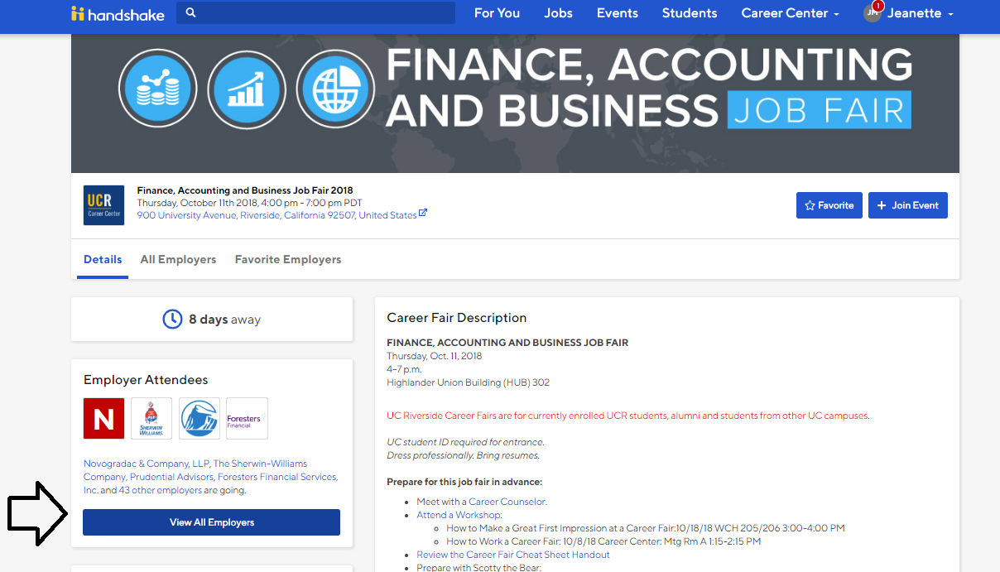 handshake
For You
Jobs
Events
Students
Career Center
JM
1
Jeanette
FINANCE, ACCOUNTING
AND BUSINESS JOB FAIR
UCR
Career Center
Finance, Accounting and Business Job Fair 2018
Thursday, October 11th 2018, 4:00 pm - 7:00 pm PDT
900 University Avenue, Riverside, California 92507, United States
Favorite
Join Event
Details
All Employers
Favorite Employers
8 days away
Employer Attendees
N
SHERWIN
WILLIAMS.
Foresters
Financial
Novogradac & Company, LLP, The Sherwin-Williams
Company, Prudential Advisors, Foresters Financial Services,
Inc. and 43 other employers are going.
View All Employers
Career Fair Description
FINANCE, ACCOUNTING AND BUSINESS JOB FAIR
Thursday, Oct. 11, 2018
4–7 p.m.
Highlander Union Building (HUB) 302
UC Riverside Career Fairs are for currently enrolled UCR students, alumni and students from other UC campuses.
UC student ID required for entrance.
Dress professionally. Bring resumes.
Prepare for this job fair in advance:
Meet with a Career Counselor.
Attend a Workshop:
How to Make a Great First Impression at a Career Fair:10/18/18 WCH 205/206 3:00-4:00 PM
How to Work a Career Fair: 10/8/18 Career Center: Mtg Rm A 1:15-2:15 PM
Review the Career Fair Cheat Sheet Handout
Prepare with Scotty the Bear: